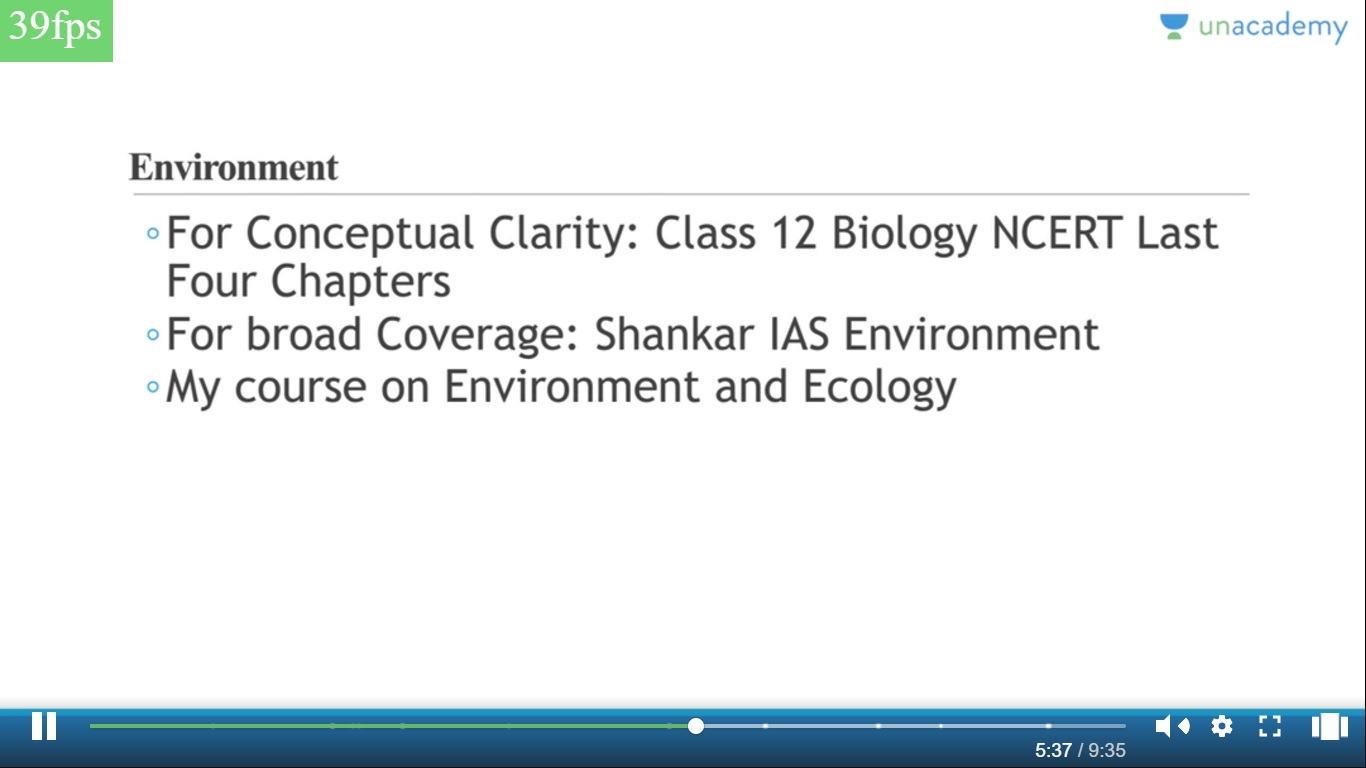 39fps
unacademy
Environment
For Conceptual Clarity: Class 12 Biology NCERT Last
Four Chapters
For broad Coverage: Shankar IAS Environment
My course on Environment and Ecology
5:37 / 9:35